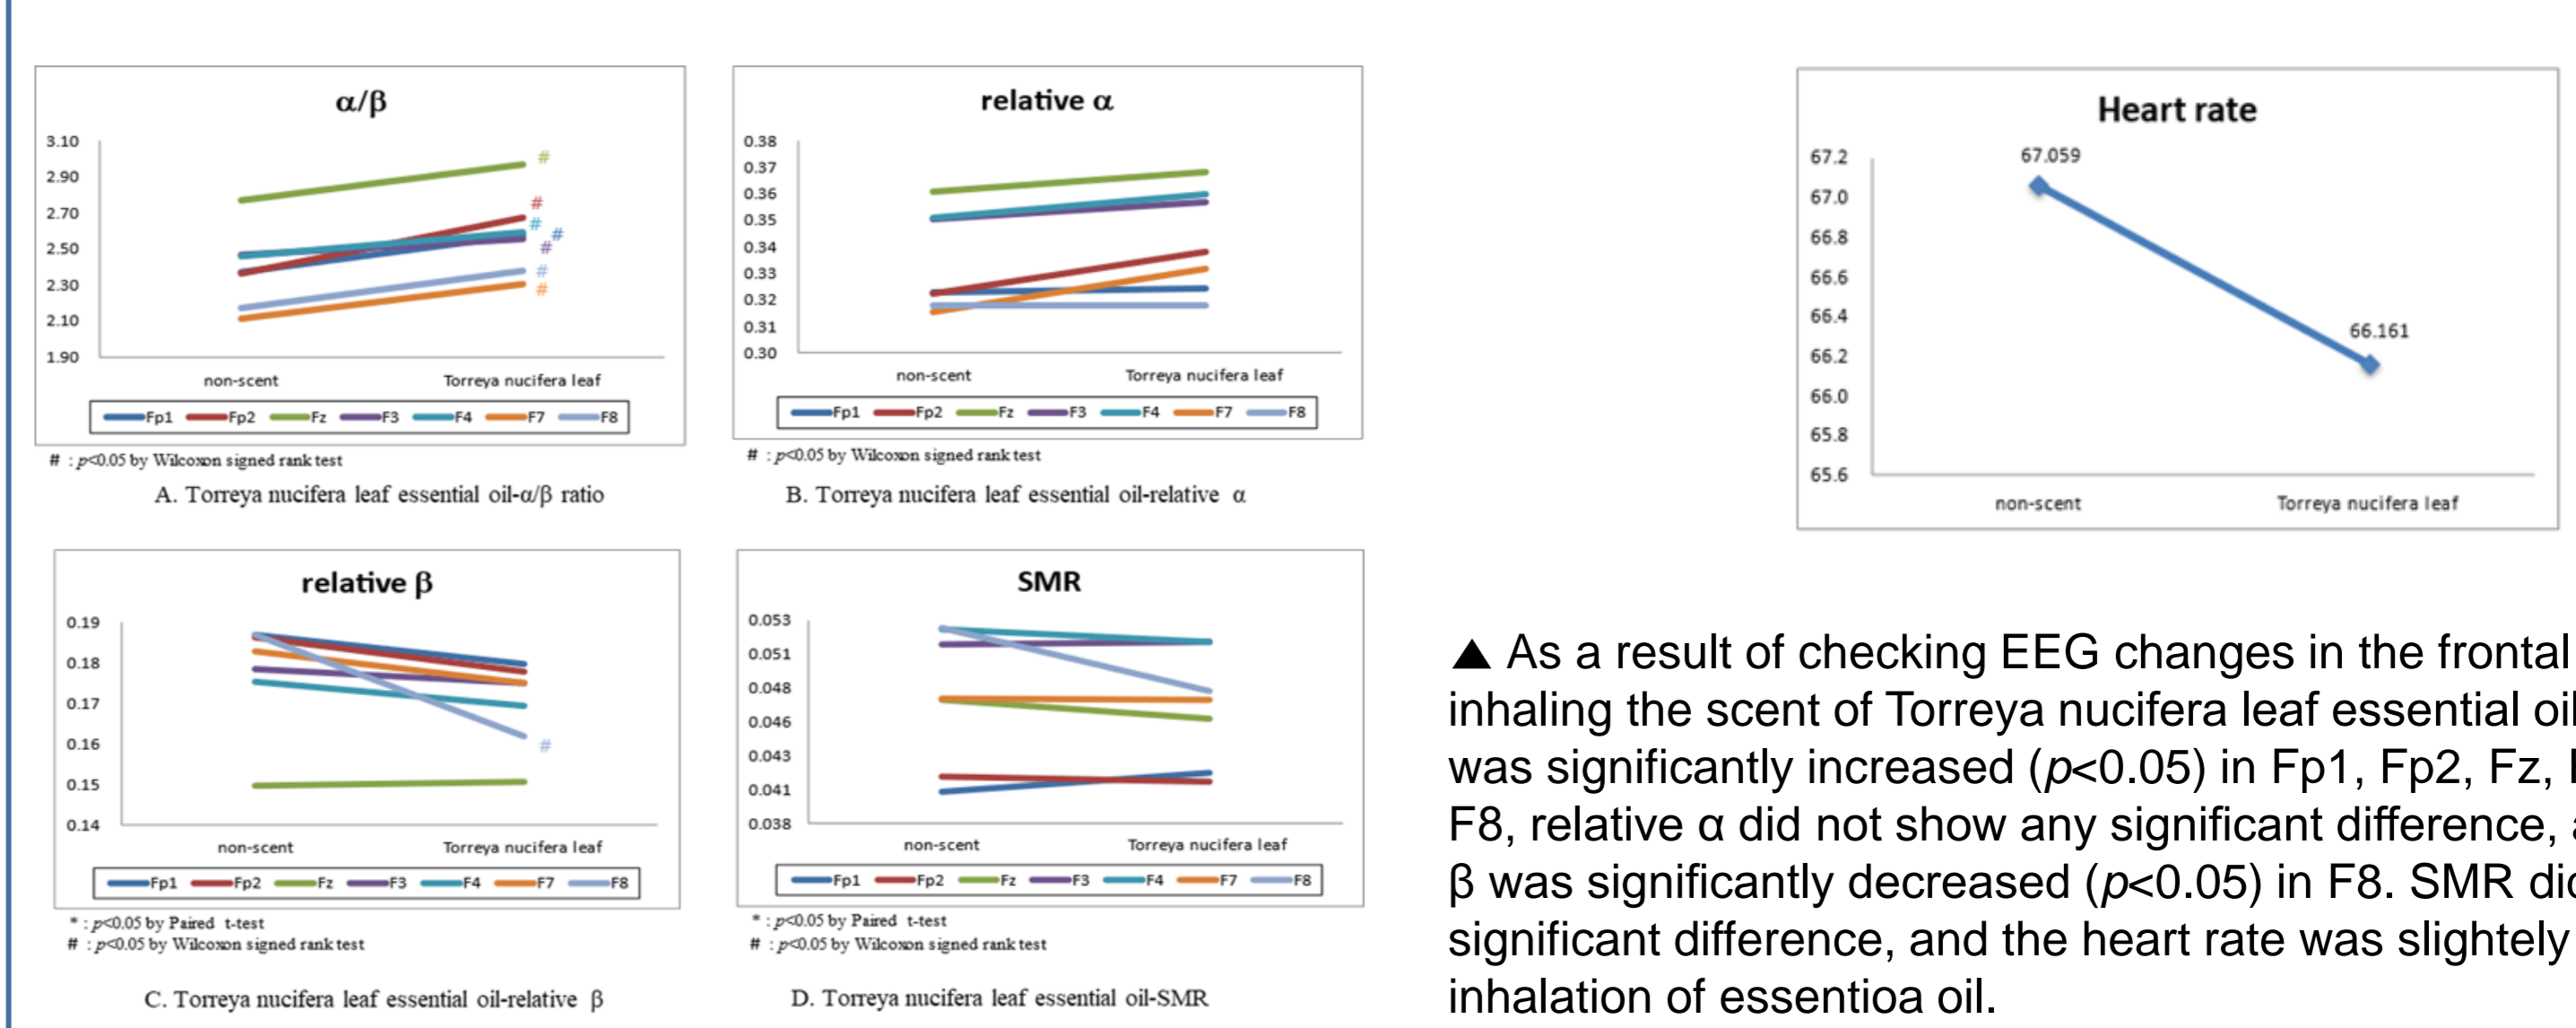 α/β
3.10
2.90
2.70
2.50
2.30
2.10
1.90
#
#
#
#
#
#
#
non-scent Torreya nucifera leaf
Fp1 Fp2 Fz F3 F4 F7 F8
# : p<0.05 by Wilcoxon signed rank test
A. Torreya nucifera leaf essential oil-α/β ratio
relative α
0.38
0.37
0.36
0.35
0.34
0.33
0.32
0.31
0.30
non-scent Torreya nucifera leaf
Fp1 Fp2 Fz F3 F4 F7 F8
# : p<0.05 by Wilcoxon signed rank test
B. Torreya nucifera leaf essential oil-relative α
relative β
0.19
0.18
0.17
0.16
0.15
0.14
#
non-scent Torreya nucifera leaf
Fp1 Fp2 Fz F3 F4 F7 F8
* : p<0.05 by Paired t-test
# : p<0.05 by Wilcoxon signed rank test
C. Torreya nucifera leaf essential oil-relative β
SMR
0.053
0.051
0.048
0.046
0.043
0.041
0.038
non-scent Torreya nucifera leaf
Fp1 Fp2 Fz F3 F4 F7 F8
* : p<0.05 by Paired t-test
# : p<0.05 by Wilcoxon signed rank test
D. Torreya nucifera leaf essential oil-SMR
Heart rate
67.2
67.0
66.8
66.6
66.4
66.2
66.0
65.8
65.6
67.059
66.161
non-scent Torreya nucifera leaf
▲ As a result of checking EEG changes in the frontal
inhaling the scent of Torreya nucifera leaf essential oil
was significantly increased (p<0.05) in Fp1, Fp2, Fz,
F8, relative α did not show any significant difference,
β was significantly decreased (p<0.05) in F8. SMR
significant difference, and the heart rate was slightely
inhalation of essentioa oil.